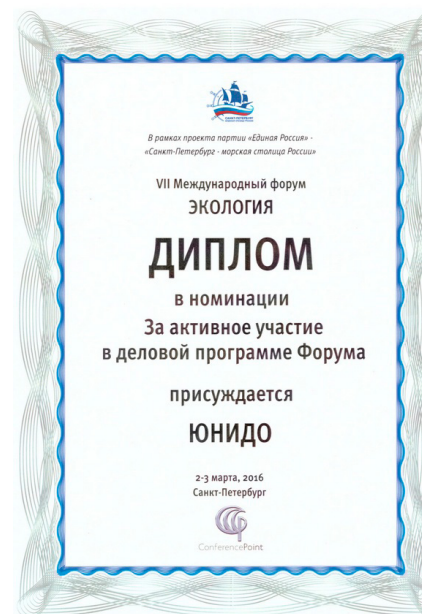 В рамках проекта партии «Единая Россия» -
«Санкт-Петербург - морская столица России»
VII Международный форум
ЭКОЛОГИЯ
ДИПЛОМ
в номинации
За активное участие
в деловой программе Форума
присуждается
ЮНИДО
2-3 марта, 2016
Санкт-Петербург
ConferencePoint